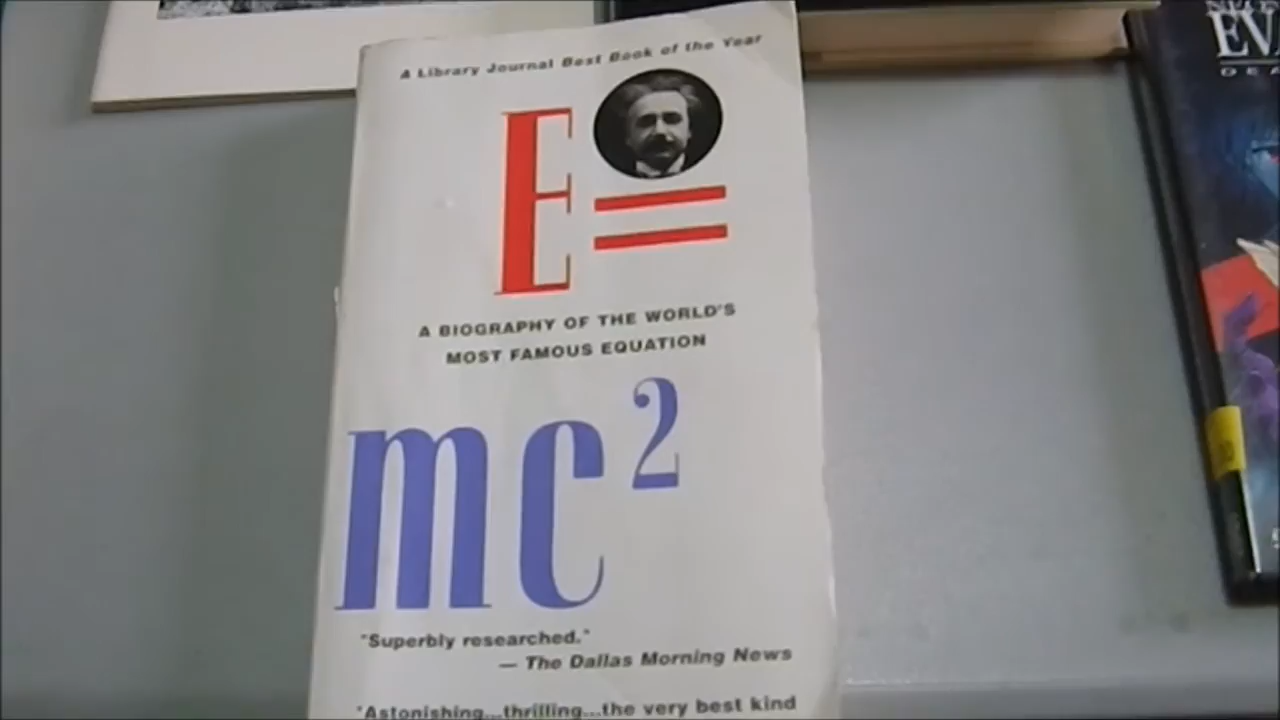 A Library Journal Best Book of the Year
E=
A BIOGRAPHY OF THE WORLD'S
MOST FAMOUS EQUATION
mc²
"Superbly researched."
— The Dallas Morning News
"Astonishing...thrilling...the very best kind